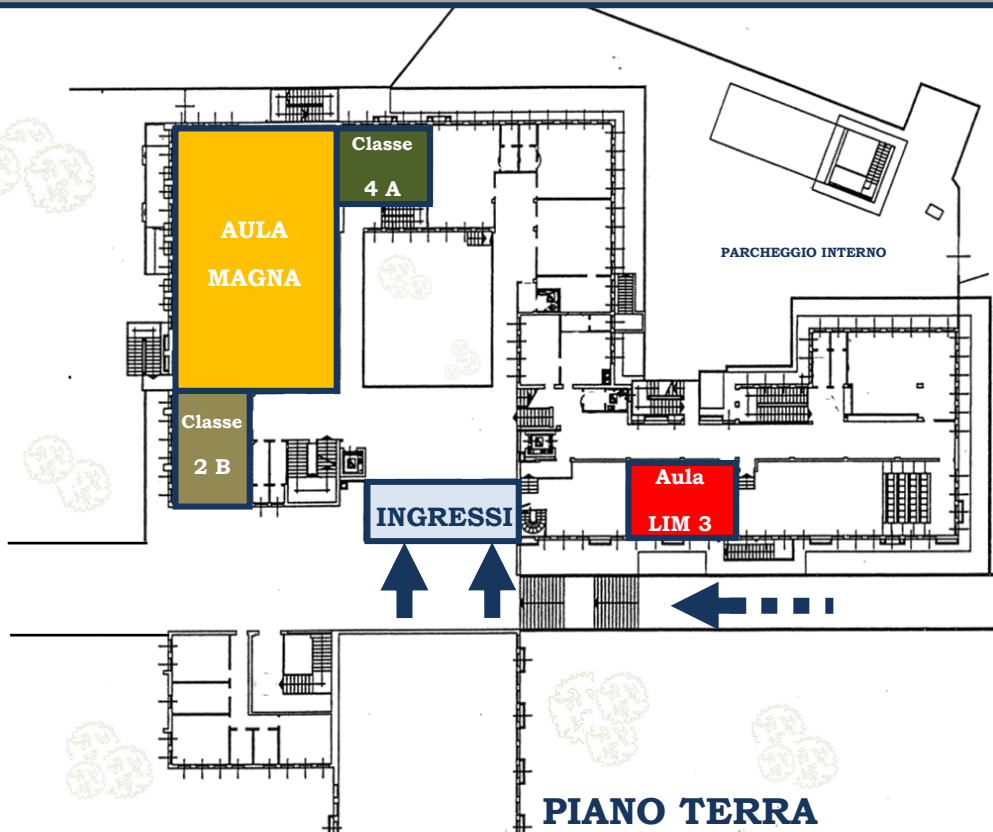 Classe
4 A
AULA
MAGNA
PARCHEGGIO INTERNO
Classe
2 B
Aula
LIM 3
INGRESSI
PIANO TERRA